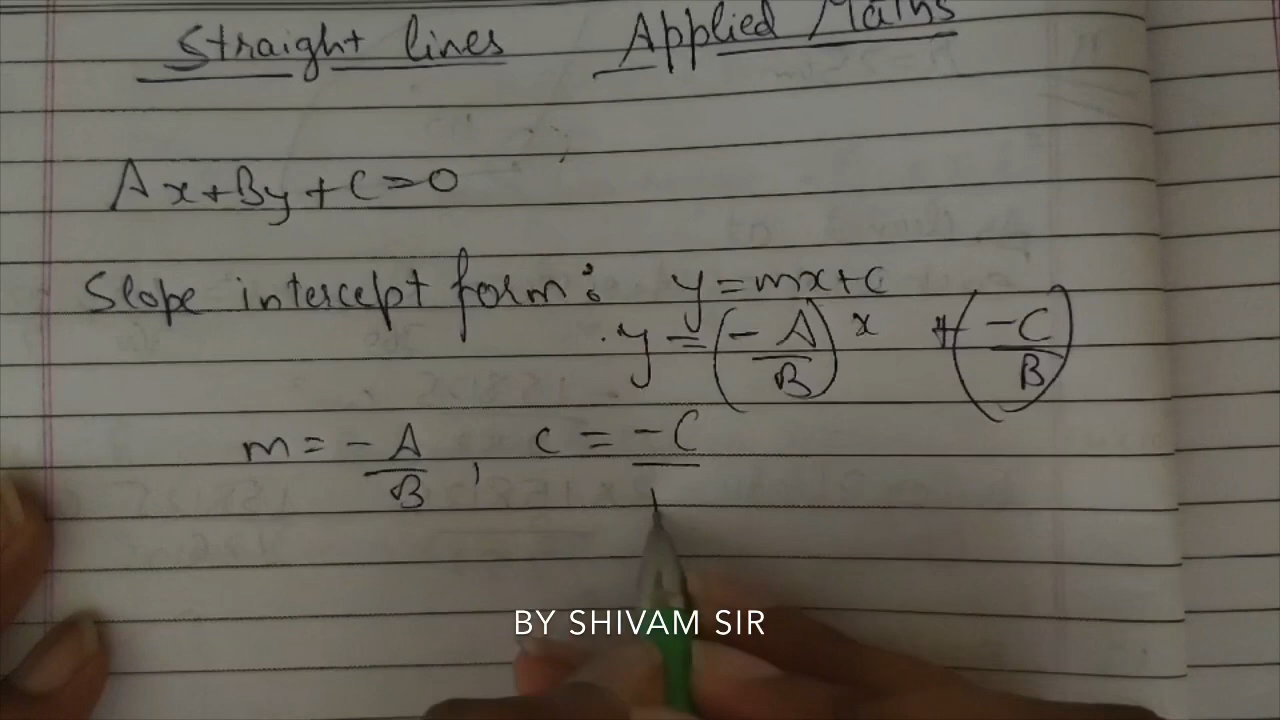 Straight lines Applied Maths
Ax+By+C=0
Slope intercept form: y=mx+c
y=(-A/B)x +(-C/B)
m=-A/B, c=-C
BY SHIVAM SIR